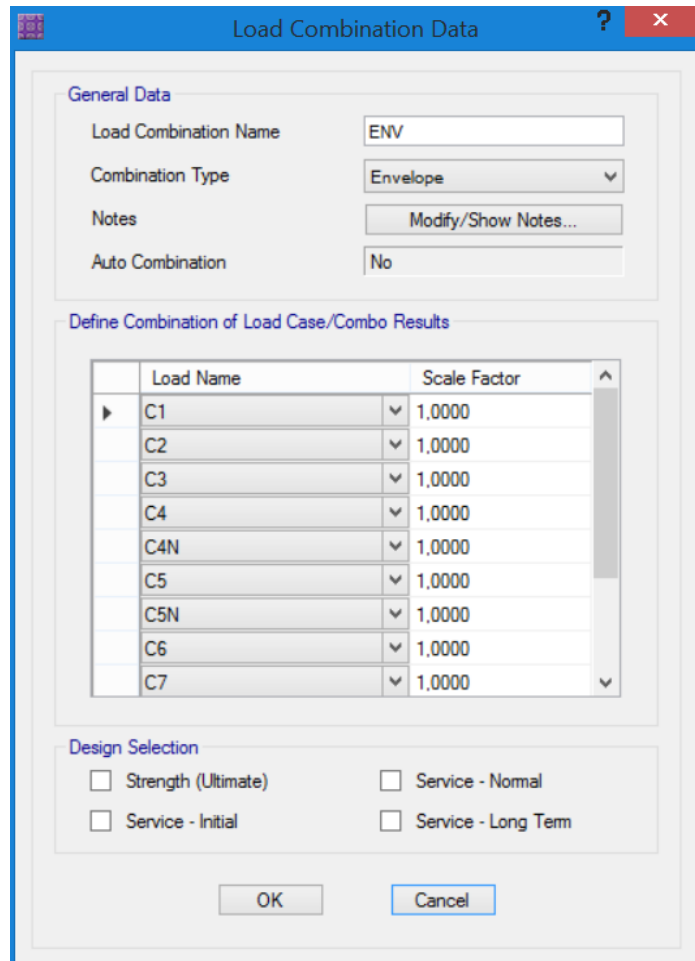 Load Combination Data
General Data
Load Combination Name ENV
Combination Type Envelope
Notes Modify/Show Notes...
Auto Combination No
Define Combination of Load Case/Combo Results
Load Name Scale Factor
C1 1,0000
C2 1,0000
C3 1,0000
C4 1,0000
C4N 1,0000
C5 1,0000
C5N 1,0000
C6 1,0000
C7 1,0000
Design Selection
Strength (Ultimate) Service - Normal
Service - Initial Service - Long Term
OK Cancel